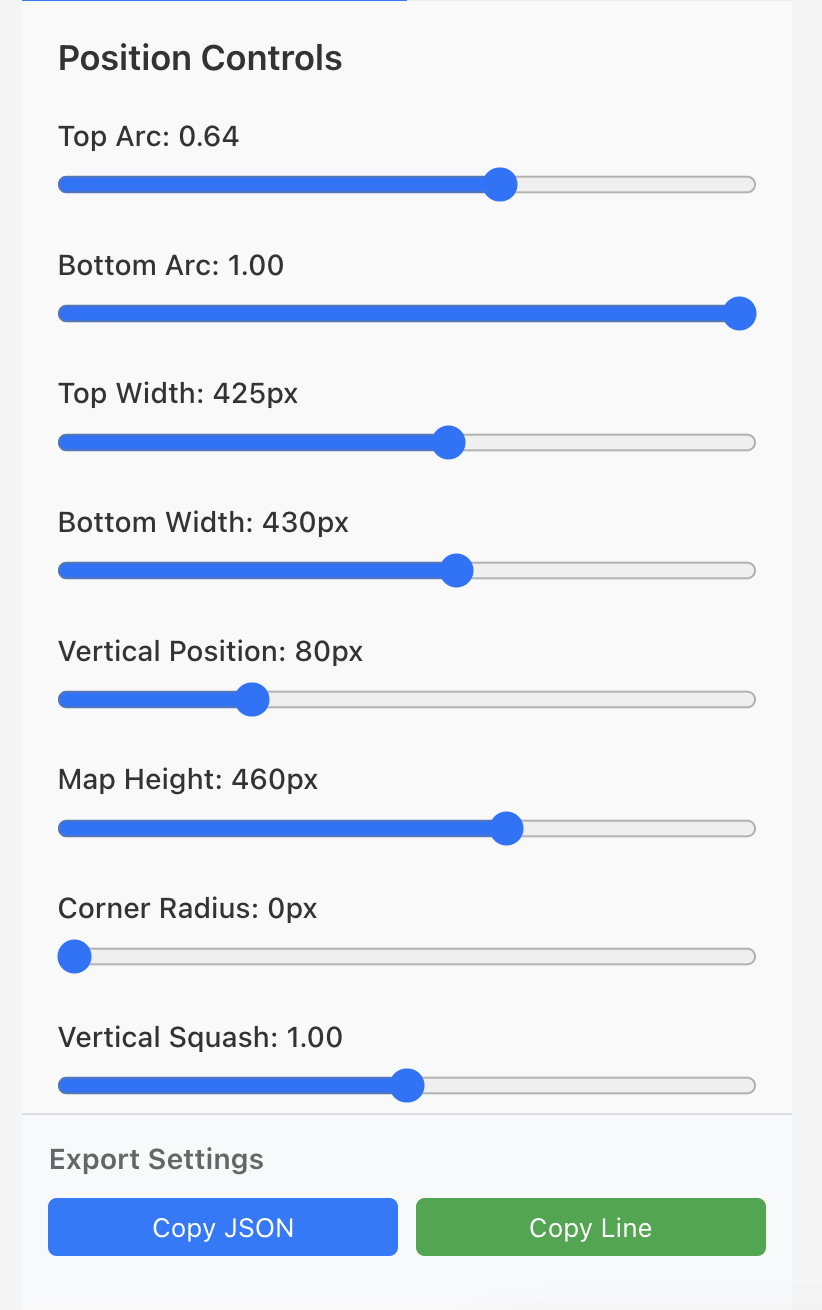 Position Controls
Top Arc: 0.64
Bottom Arc: 1.00
Top Width: 425px
Bottom Width: 430px
Vertical Position: 80px
Map Height: 460px
Corner Radius: 0px
Vertical Squash: 1.00
Export Settings
Copy JSON
Copy Line